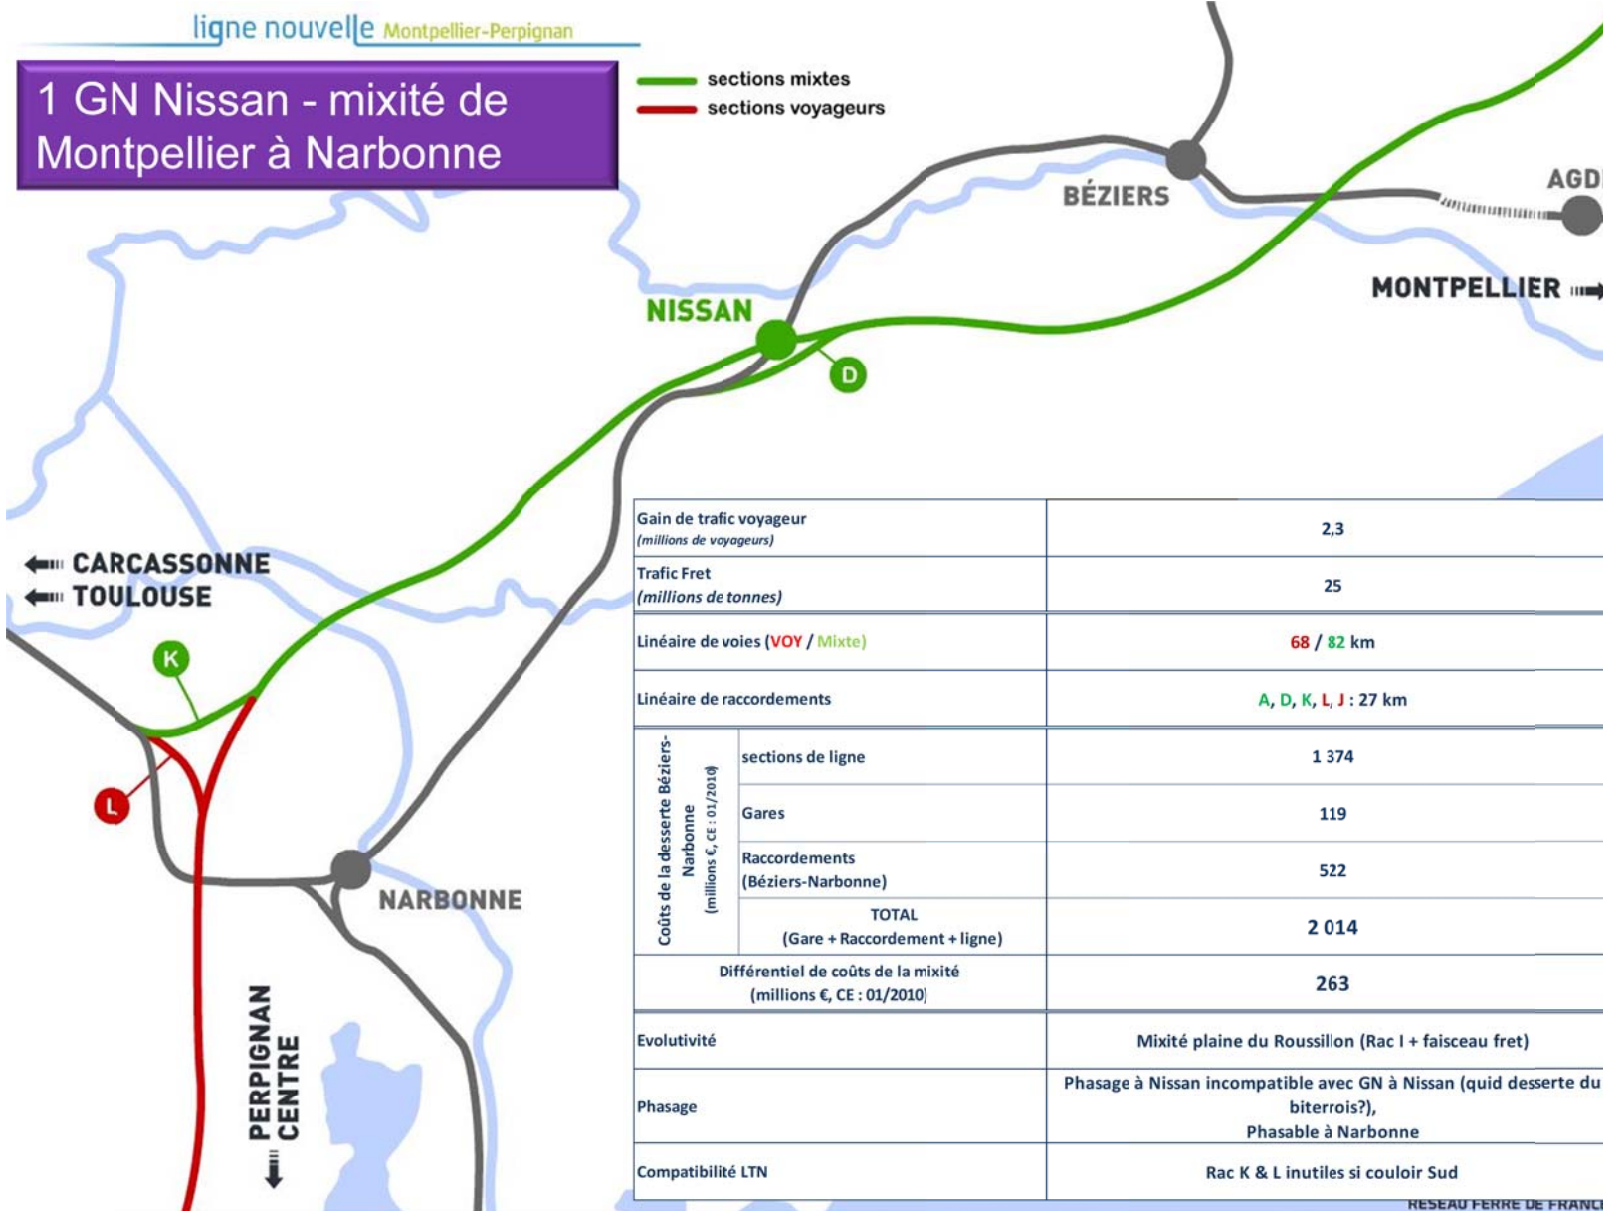 ligne nouvelle Montpellier-Perpignan
1 GN Nissan - mixité de
Montpellier à Narbonne
sections mixtes
sections voyageurs
BÉZIERS
AGD
MONTPELLIER
NISSAN
D
CARCASSONNE
TOULOUSE
K
L
NARBONNE
PERPIGNAN
CENTRE
Gain de trafic voyageur
(millions de voyageurs)
2,3
Trafic Fret
(millions de tonnes)
25
Linéaire de voies (VOY / Mixte)
68 / 82 km
Linéaire de raccordements
A, D, K, L, J : 27 km
Coûts de la desserte Béziers-
Narbonne
(millions €, CE : 01/2010)
sections de ligne
1 374
Gares
119
Raccordements
(Béziers-Narbonne)
522
TOTAL
(Gare + Raccordement + ligne)
2 014
Différentiel de coûts de la mixité
(millions €, CE : 01/2010)
263
Evolutivité
Mixité plaine du Roussillon (Rac I + faisceau fret)
Phasage
Phasage à Nissan incompatible avec GN à Nissan (quid desserte du
biterrois?),
Phasable à Narbonne
Compatibilité LTN
Rac K & L inutiles si couloir Sud
RESEAU FERRE DE FRANCE